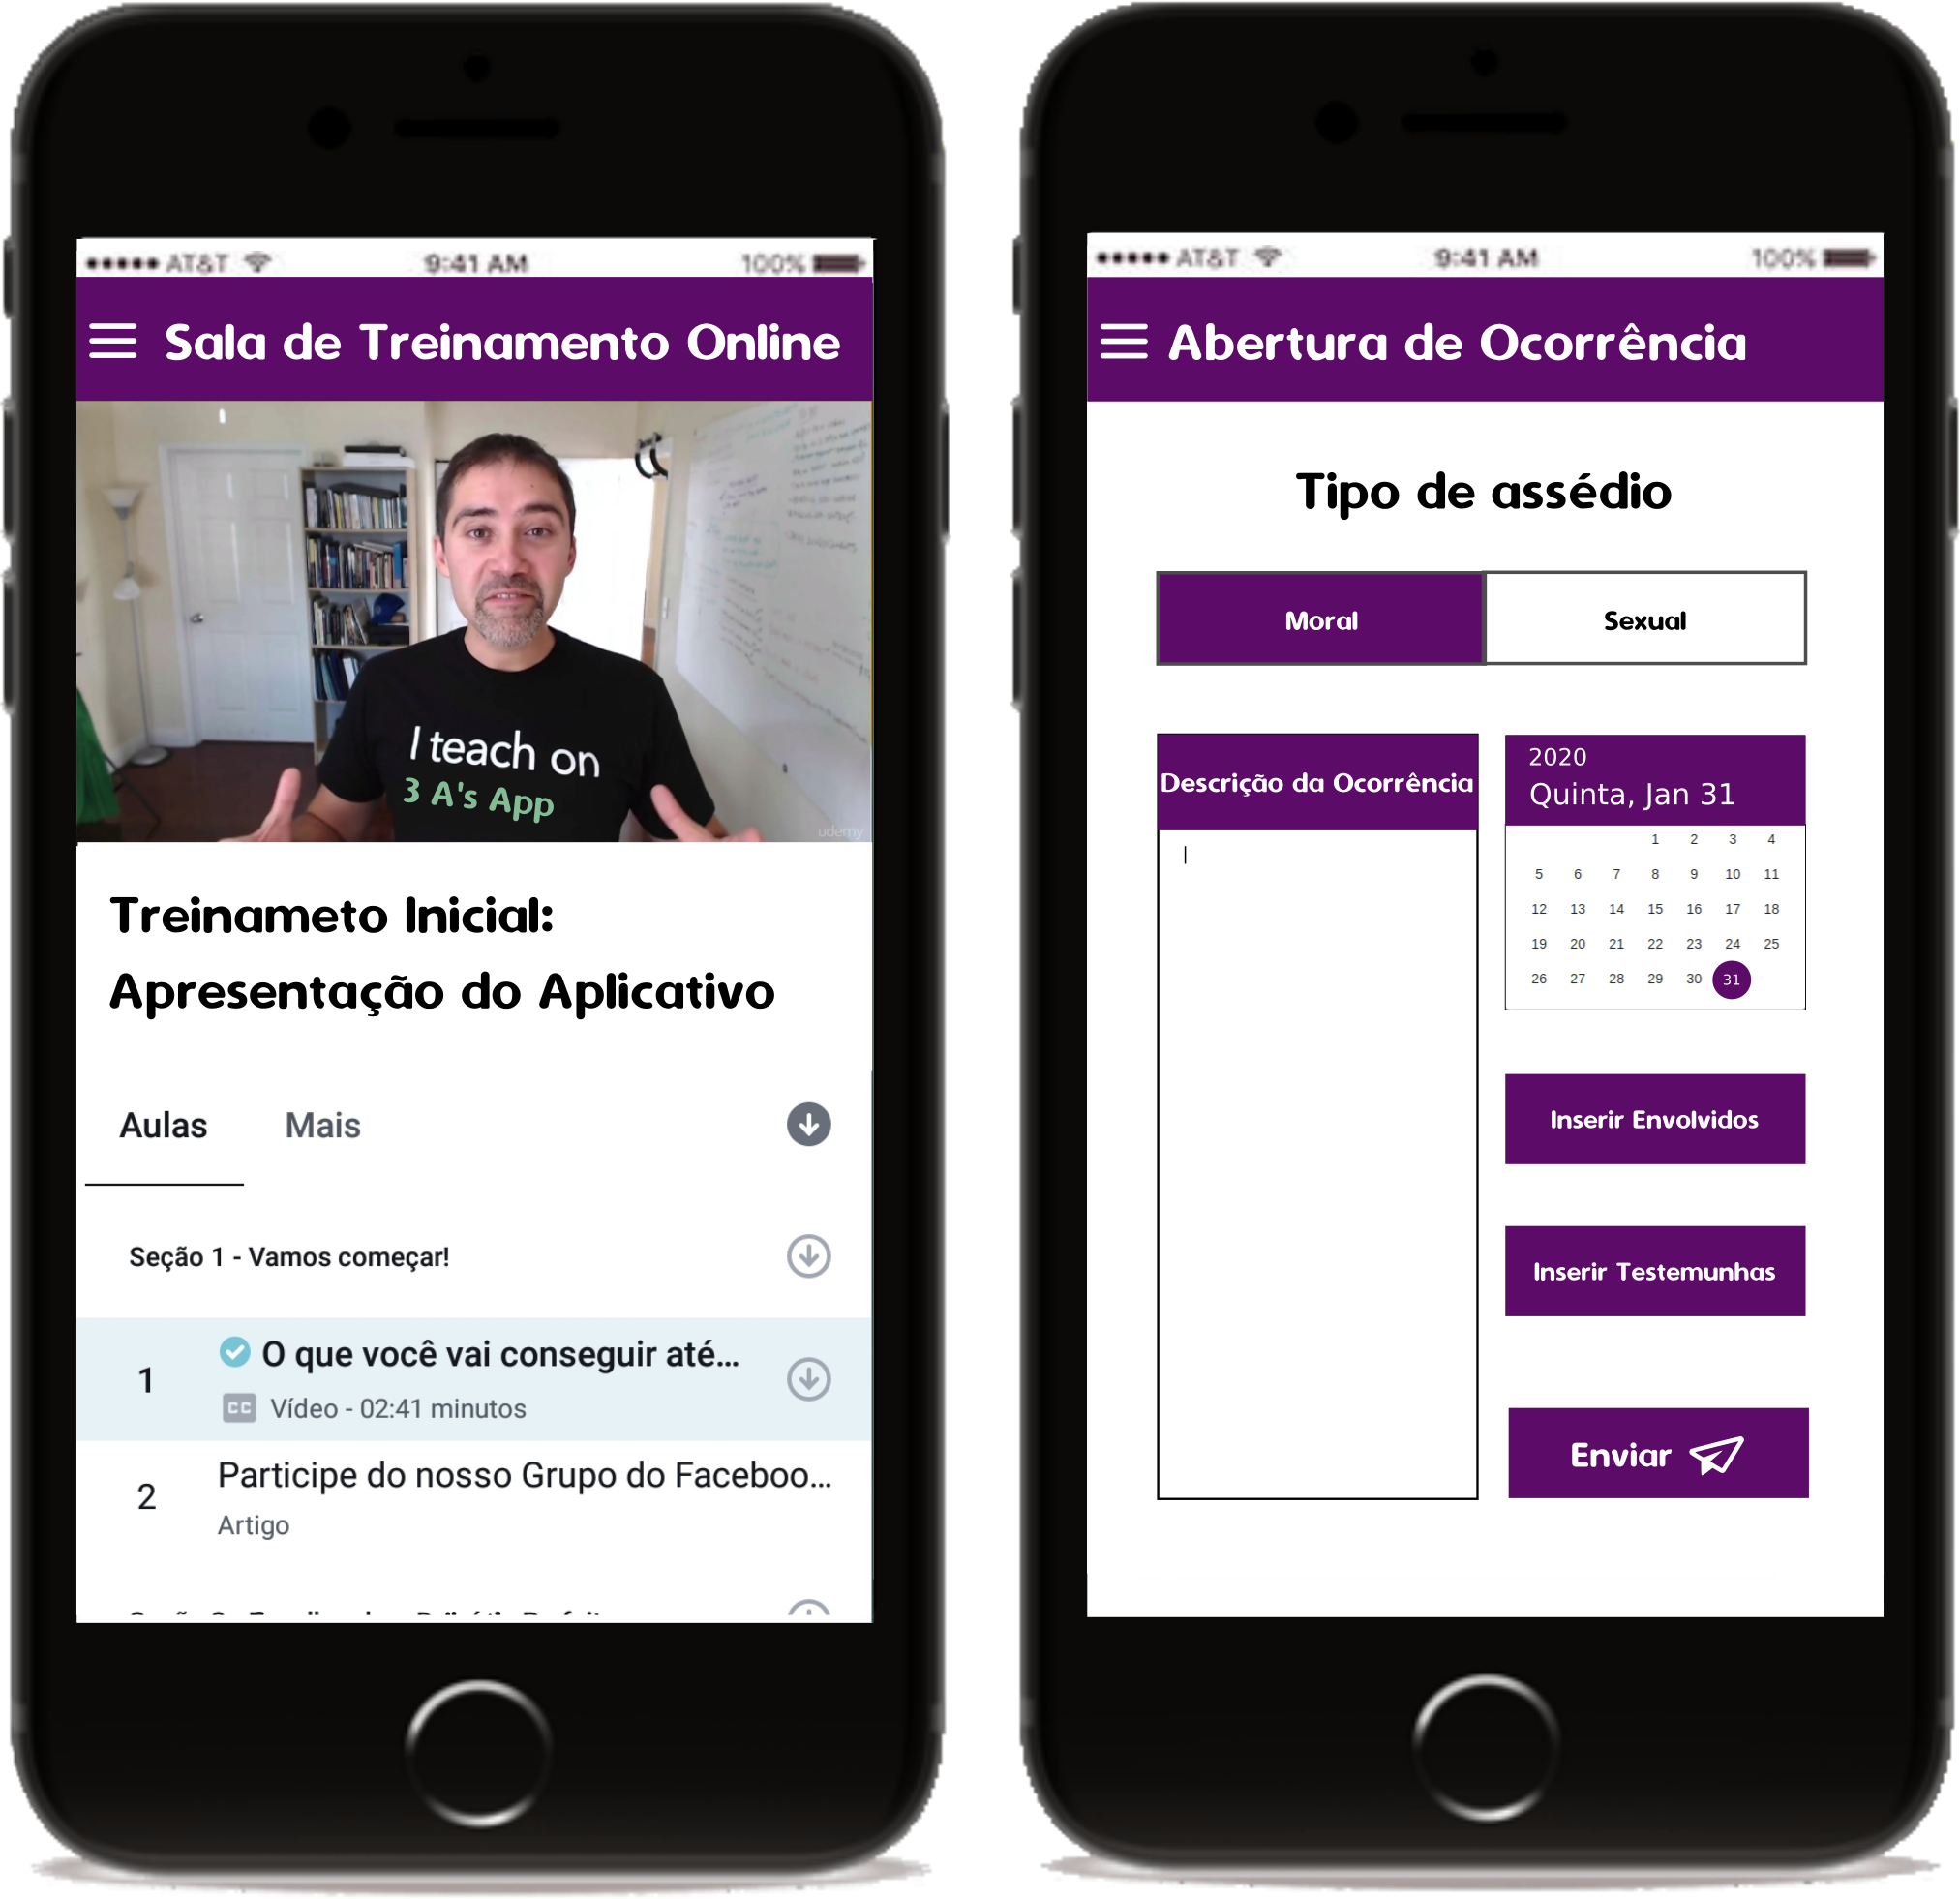 AT&T 9:41 AM 100%
Sala de Treinamento Online
I teach on
3 A's App
udemy
Treinameto Inicial:
Apresentação do Aplicativo
Aulas Mais
Seção 1 - Vamos começar!
1 O que você vai conseguir até...
CC Vídeo - 02:41 minutos
2 Participe do nosso Grupo do Faceboo...
Artigo
AT&T 9:41 AM 100%
Abertura de Ocorrência
Tipo de assédio
Moral Sexual
Descrição da Ocorrência
2020
Quinta, Jan 31
1 2 3 4
5 6 7 8 9 10 11
12 13 14 15 16 17 18
19 20 21 22 23 24 25
26 27 28 29 30 31
Inserir Envolvidos
Inserir Testemunhas
Enviar